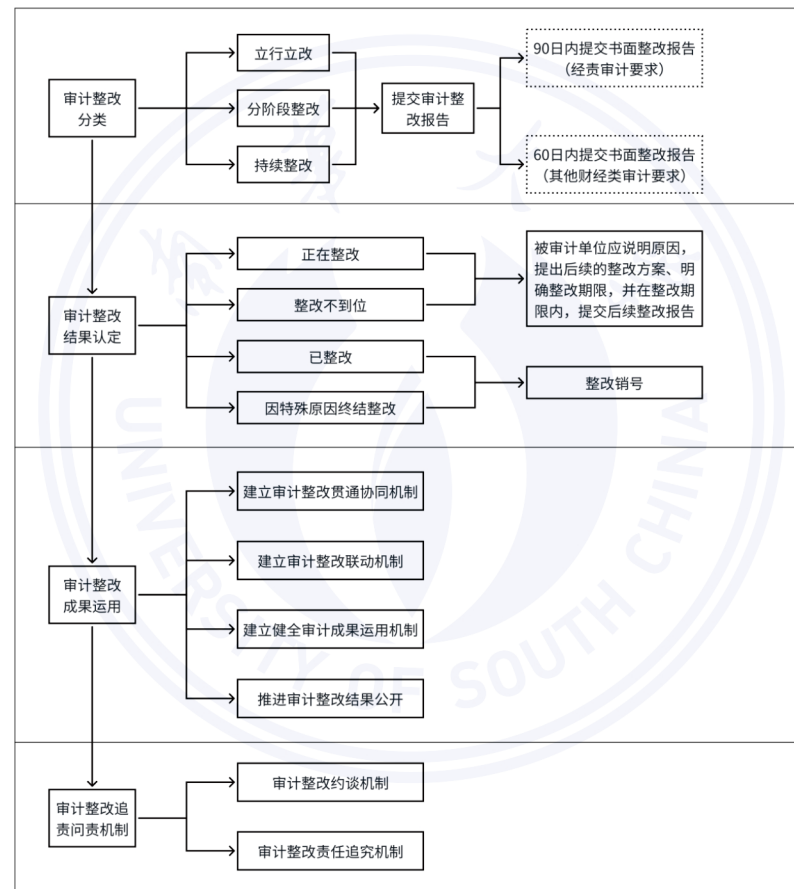 审计整改
分类
立行立改
分阶段整改
持续整改
提交审计整
改报告
90日内提交书面整改报告
（经责审计要求）
60日内提交书面整改报告
（其他财经类审计要求）
审计整改
结果认定
正在整改
整改不到位
已整改
因特殊原因终结整改
被审计单位应说明原因，
提出后续的整改方案、明
确整改期限，并在整改期
限内，提交后续整改报告
整改销号
审计整改
成果运用
建立审计整改贯通协同机制
建立审计整改联动机制
建立健全审计成果运用机制
推进审计整改结果公开
审计整改追
责问责机制
审计整改约谈机制
审计整改责任追究机制
UNIVERSITY OF SOUTH CHINA